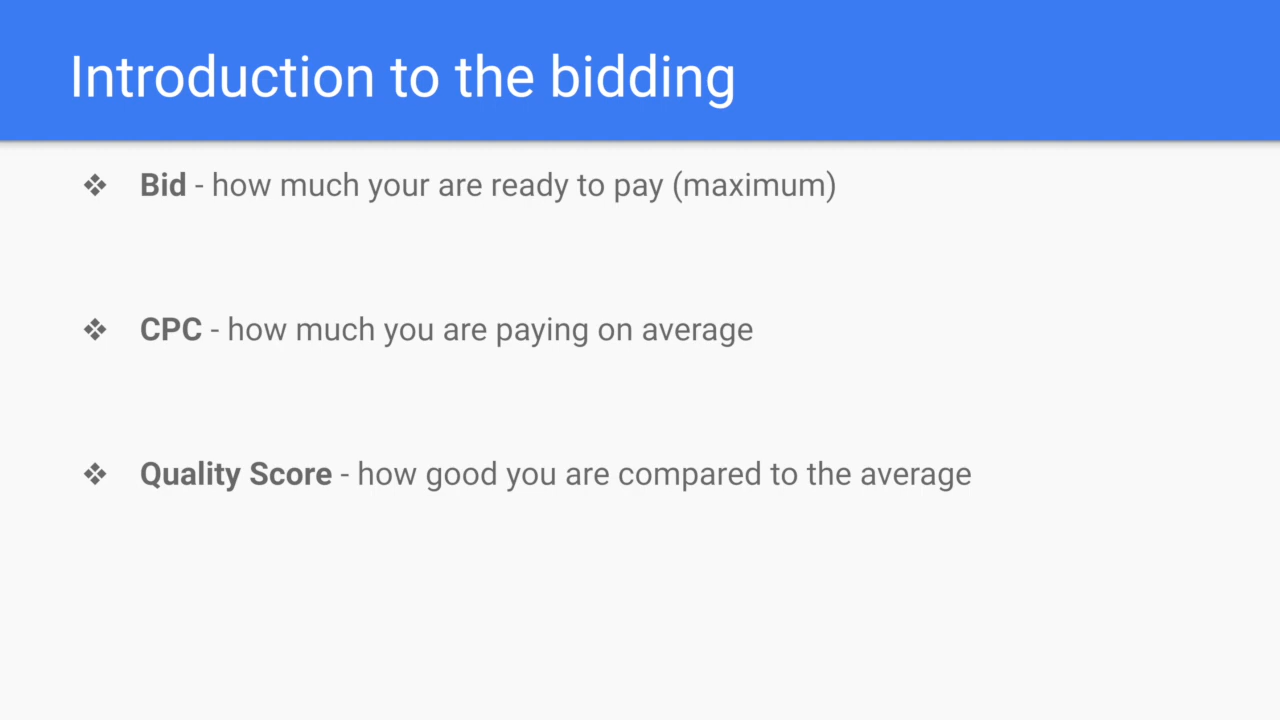 Introduction to the bidding
❖ Bid - how much your are ready to pay (maximum)
❖ CPC - how much you are paying on average
❖ Quality Score - how good you are compared to the average